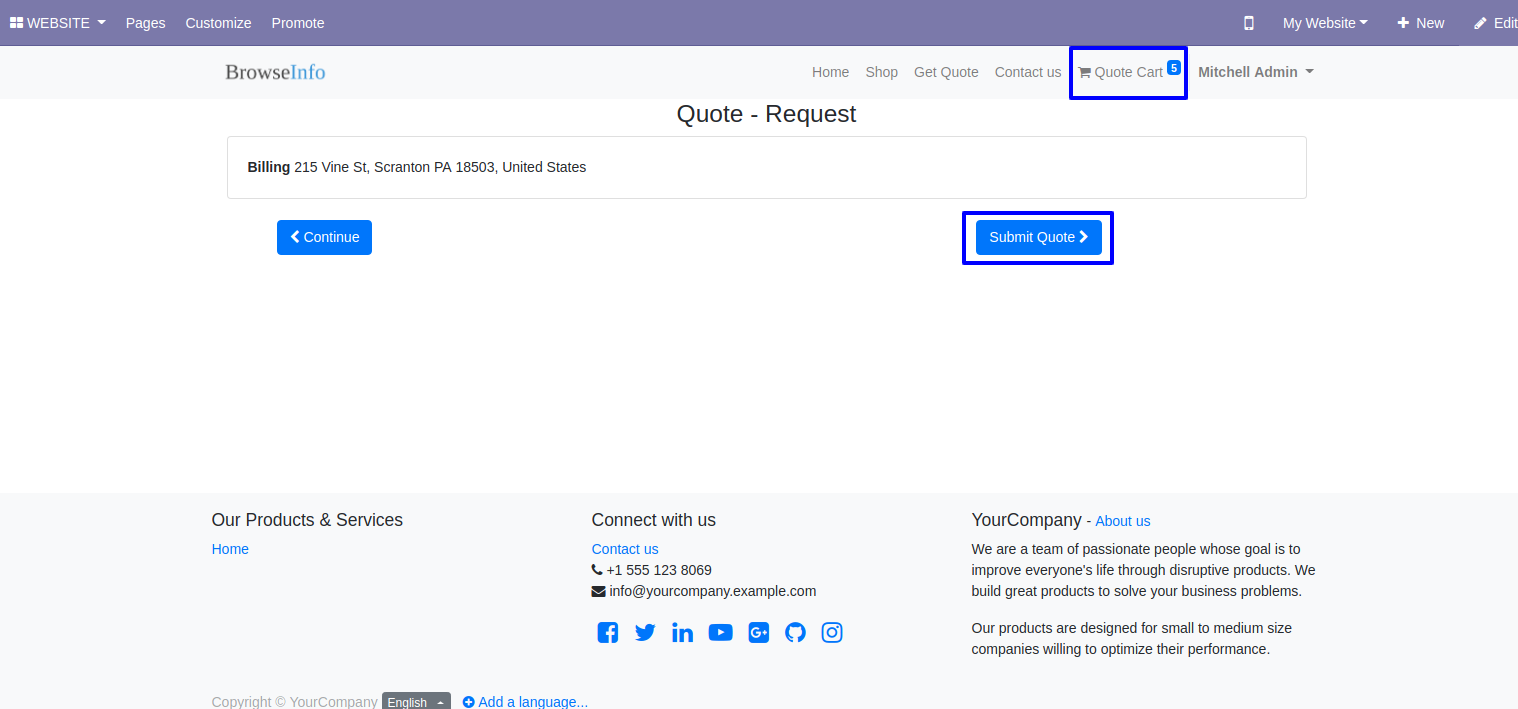 WEBSITE Pages Customize Promote My Website New Edit
BrowseInfo Home Shop Get Quote Contact us Quote Cart 5 Mitchell Admin
Quote - Request
Billing 215 Vine St, Scranton PA 18503, United States
Continue Submit Quote
Our Products & Services
Home
Connect with us
Contact us
+1 555 123 8069
info@yourcompany.example.com
YourCompany - About us
We are a team of passionate people whose goal is to
improve everyone's life through disruptive products. We
build great products to solve your business problems.
Our products are designed for small to medium size
companies willing to optimize their performance.
Copyright © YourCompany English Add a language...